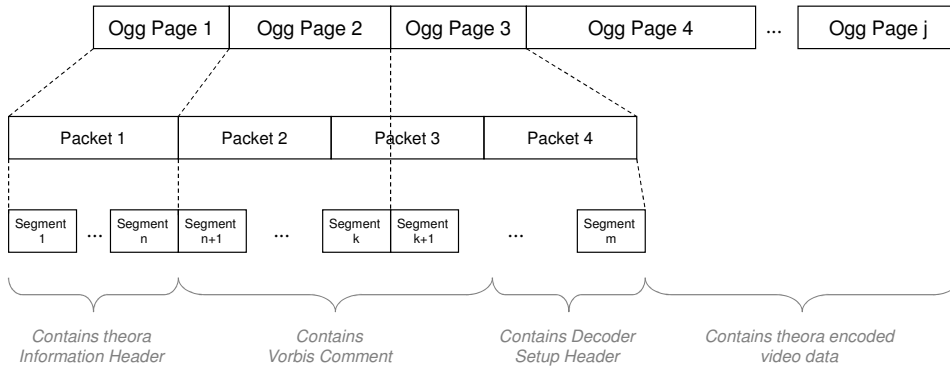 Ogg Page 1 Ogg Page 2 Ogg Page 3 Ogg Page 4 ... Ogg Page j
Packet 1 Packet 2 Packet 3 Packet 4
Segment 1 ... Segment n Segment n+1 ... Segment k Segment k+1 ... Segment m
Contains theora
Information Header
Contains
Vorbis Comment
Contains Decoder
Setup Header
Contains theora encoded
video data